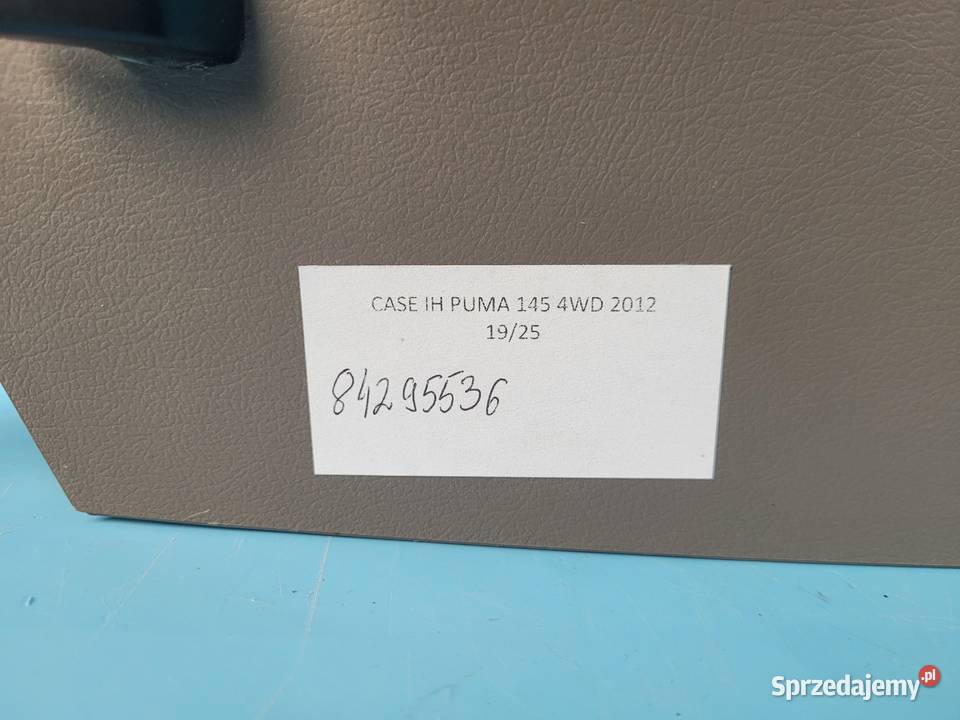 CASE IH PUMA 145 4WD 2012
19/25
84295536
Sprzedajemy.pl